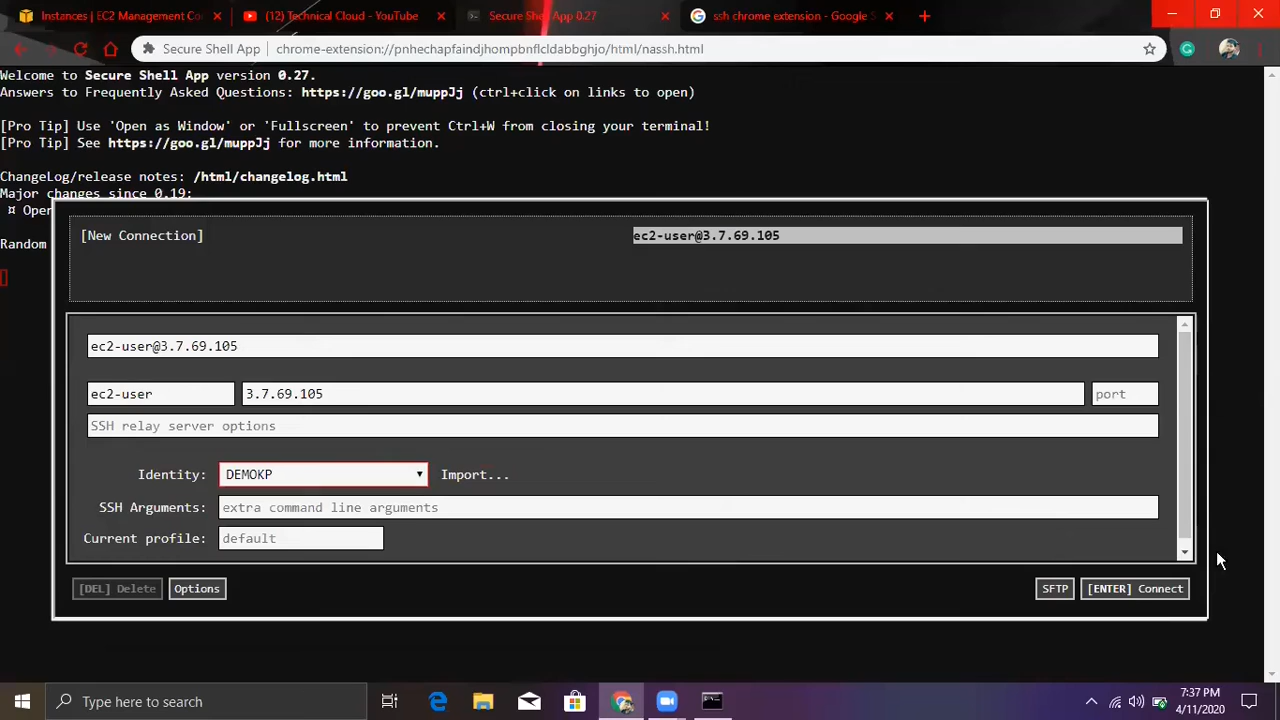 Instances | EC2 Management Co
(12) Technical Cloud - YouTube
Secure Shell App 0.27
ssh chrome extension - Google S
Secure Shell App
chrome-extension://pnhechapfaindjhompbnflcldabbghjo/html/nassh.html
Welcome to Secure Shell App version 0.27.
Answers to Frequently Asked Questions: https://goo.gl/muppJj (ctrl+click on links to open)
[Pro Tip] Use 'Open as Window' or 'Fullscreen' to prevent Ctrl+W from closing your terminal!
[Pro Tip] See https://goo.gl/muppJj for more information.
ChangeLog/release notes: /html/changelog.html
Major changes since 0.19:
¤ Open
Random
[New Connection]
ec2-user@3.7.69.105
ec2-user@3.7.69.105
ec2-user
3.7.69.105
port
SSH relay server options
Identity: DEMOKP Import...
SSH Arguments: extra command line arguments
Current profile: default
[DEL] Delete
Options
SFTP
[ENTER] Connect
Type here to search
7:37 PM
4/11/2020